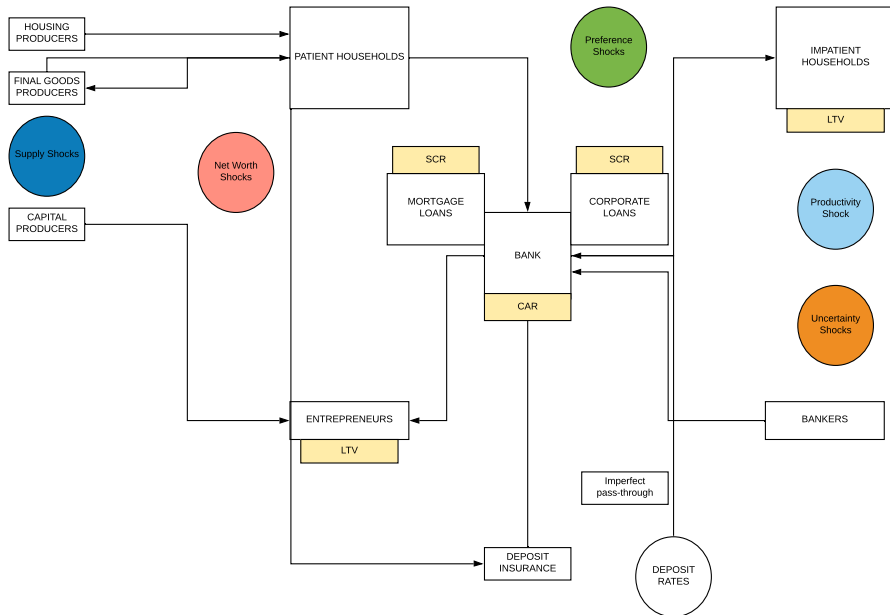 HOUSING
PRODUCERS
PATIENT HOUSEHOLDS
Preference
Shocks
IMPATIENT
HOUSEHOLDS
FINAL GOODS
PRODUCERS
LTV
Supply Shocks
Net Worth
Shocks
SCR
SCR
MORTGAGE
LOANS
CORPORATE
LOANS
Productivity
Shock
CAPITAL
PRODUCERS
BANK
CAR
Uncertainty
Shocks
ENTREPRENEURS
BANKERS
LTV
Imperfect
pass-through
DEPOSIT
INSURANCE
DEPOSIT
RATES